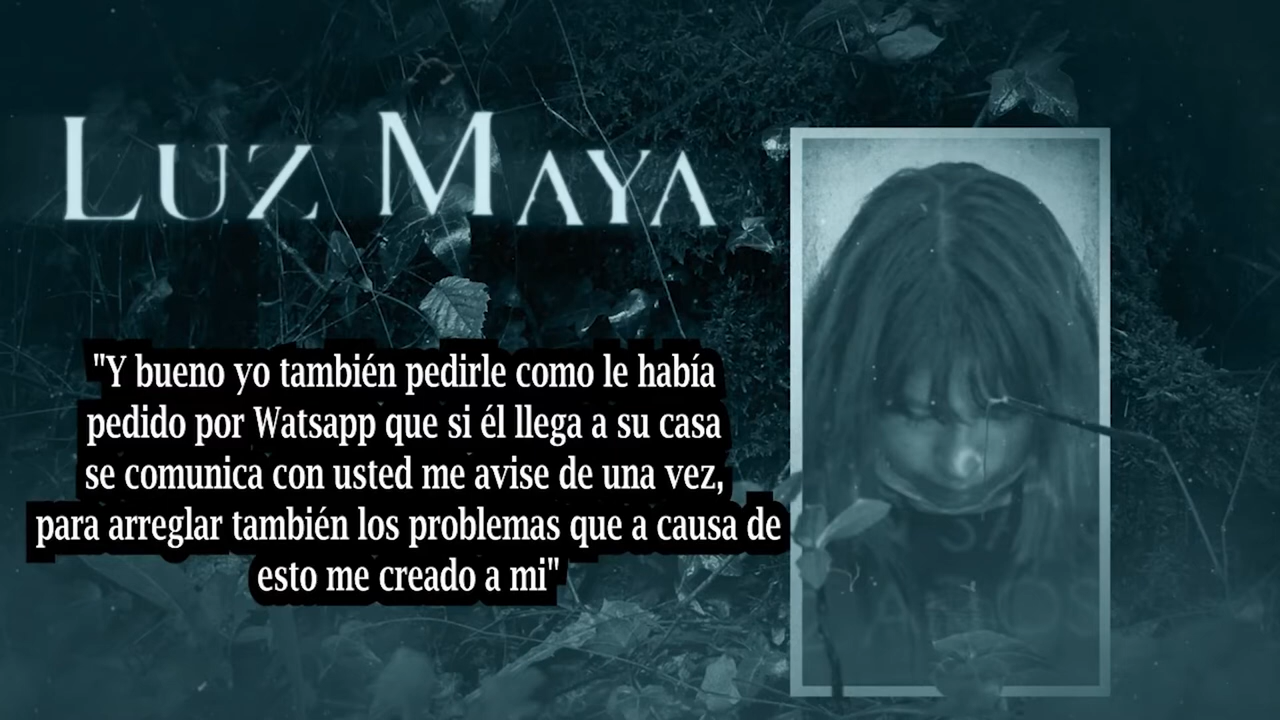 LUZ MAYA
"Y bueno yo también pedirle como le había
pedido por Watsapp que si él llega a su casa
se comunica con usted me avise de una vez,
para arreglar también los problemas que a causa de
esto me creado a mi"